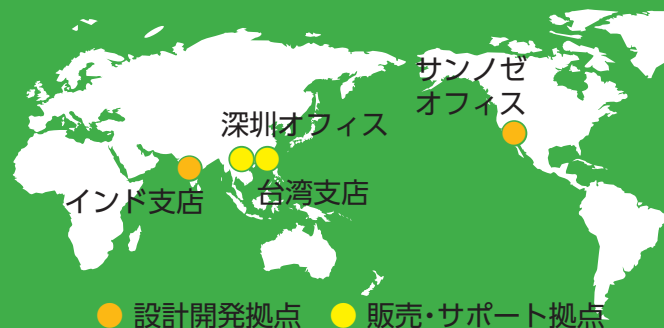 サンノゼ
オフィス
深圳オフィス
インド支店
台湾支店
設計開発拠点
販売・サポート拠点